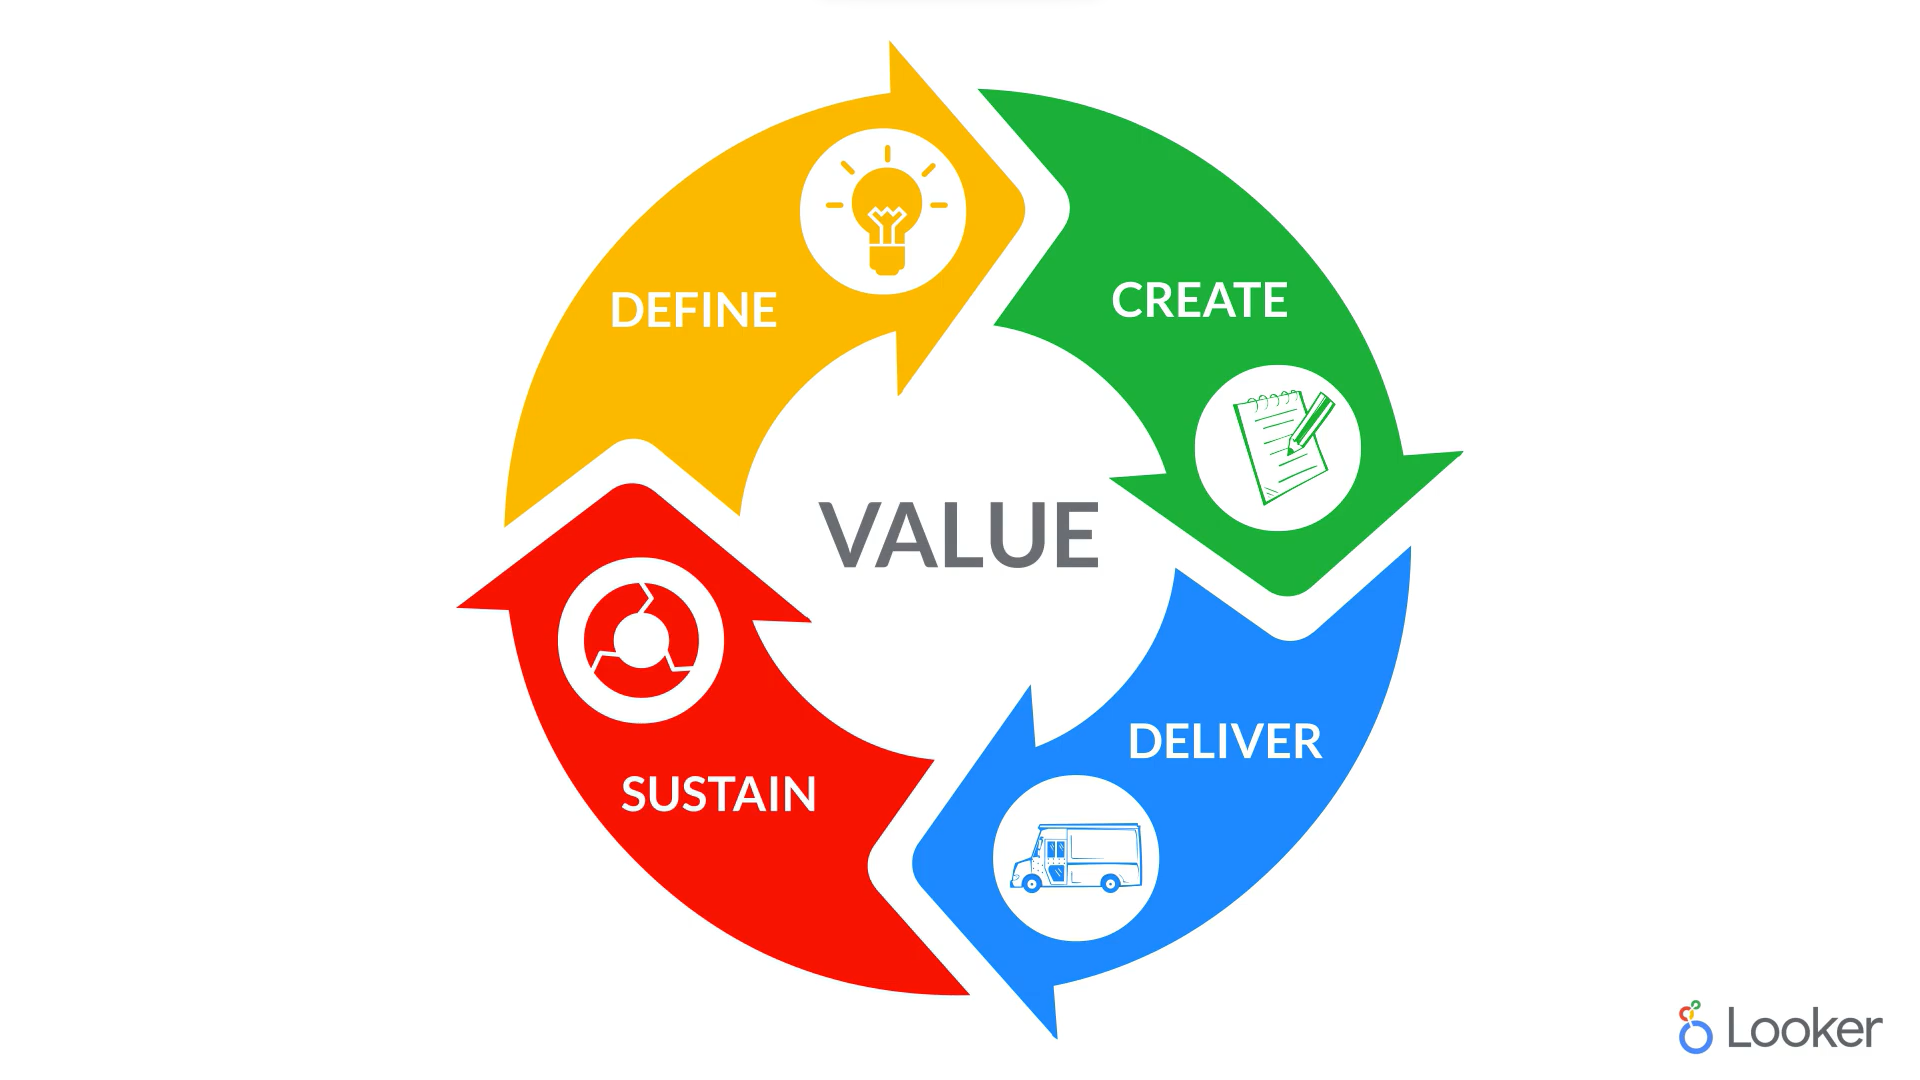 DEFINE
CREATE
VALUE
DELIVER
SUSTAIN
Looker